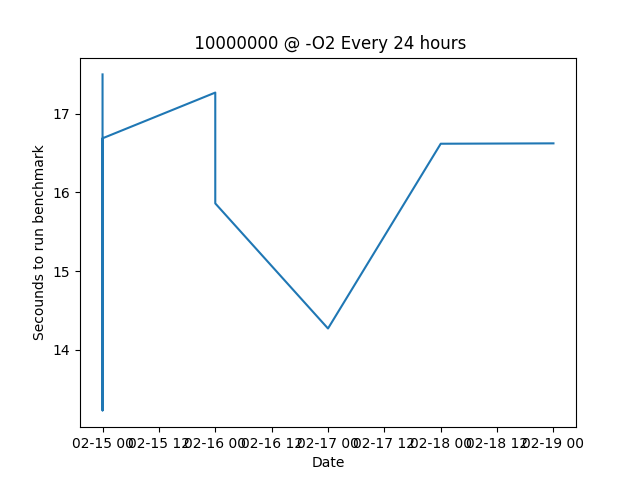 10000000 @ -O2 Every 24 hours
17
16
15
14
Secounds to run benchmark
02-15 00 02-15 12 02-16 00 02-16 12 02-17 00 02-17 12 02-18 00 02-18 12 02-19 00
Date